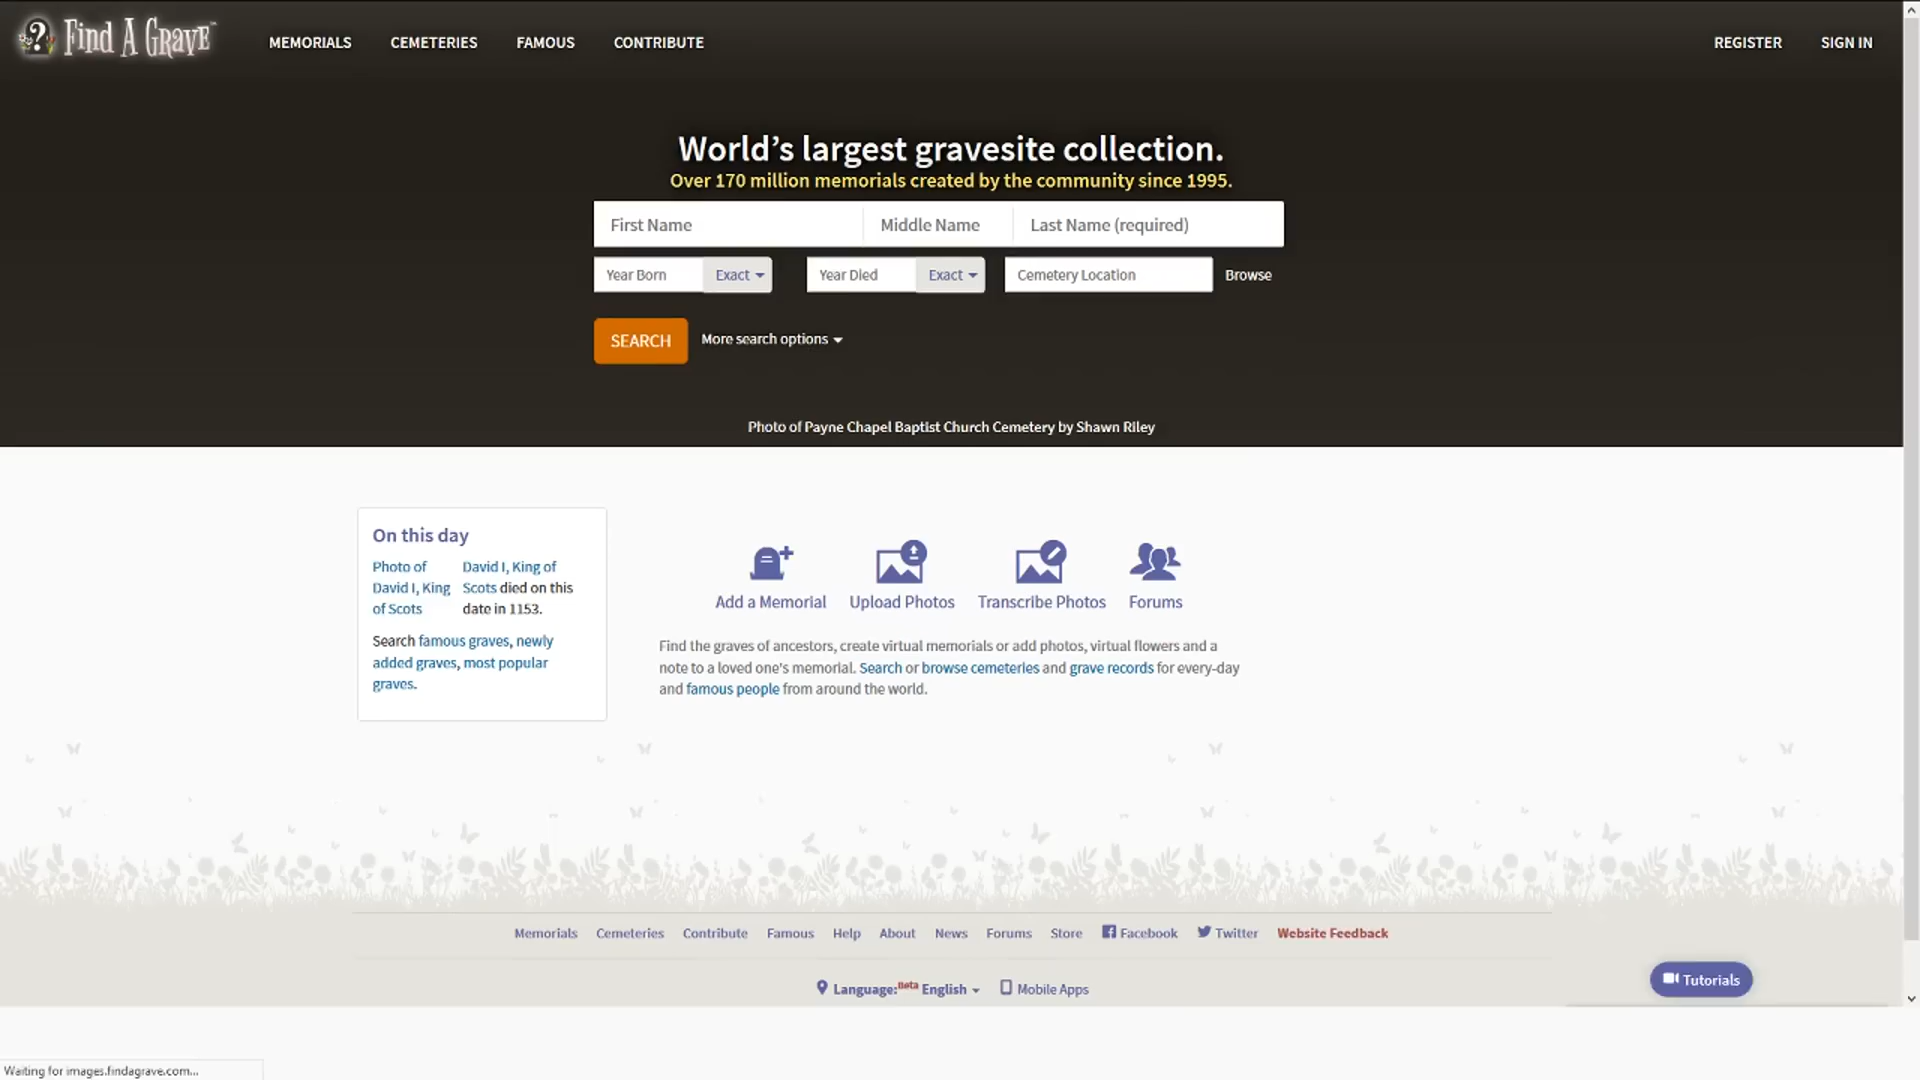 Find A Grave
MEMORIALS CEMETERIES FAMOUS CONTRIBUTE REGISTER SIGN IN
World's largest gravesite collection.
Over 170 million memorials created by the community since 1995.
First Name Middle Name Last Name (required)
Year Born Exact Year Died Exact Cemetery Location Browse
SEARCH More search options
Photo of Payne Chapel Baptist Church Cemetery by Shawn Riley
On this day
Photo of
David I, King
of Scots
David I, King of
Scots died on this
date in 1153.
Search famous graves, newly
added graves, most popular
graves.
Add a Memorial Upload Photos Transcribe Photos Forums
Find the graves of ancestors, create virtual memorials or add photos, virtual flowers and a
note to a loved one's memorial. Search or browse cemeteries and grave records for every-day
and famous people from around the world.
Memorials Cemeteries Contribute Famous Help About News Forums Store Facebook Twitter Website Feedback
Language:Beta English Mobile Apps
Tutorials
Waiting for images.findagrave.com...